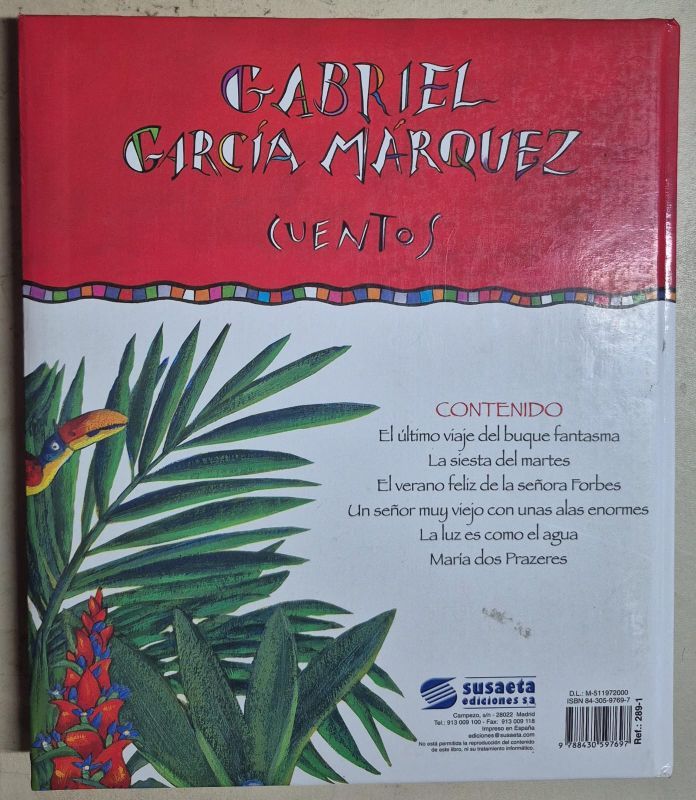 GABRIEL
GARCÍA MÁRQUEZ
CUENTOS
CONTENIDO
El último viaje del buque fantasma
La siesta del martes
El verano feliz de la señora Forbes
Un señor muy viejo con unas alas enormes
La luz es como el agua
María dos Prazeres
susaeta
ediciones s.a.
Campezo, s/n - 28022 Madrid
Tel.: 913 009 100 - Fax: 913 009 118
Impreso en España
ediciones@susaeta.com
No está permitida la reproducción del contenido
de este libro, ni su tratamiento informático.
D.L.: M-511972000
ISBN 84-305-9769-7
9 788430 597697
Ref.: 289-1